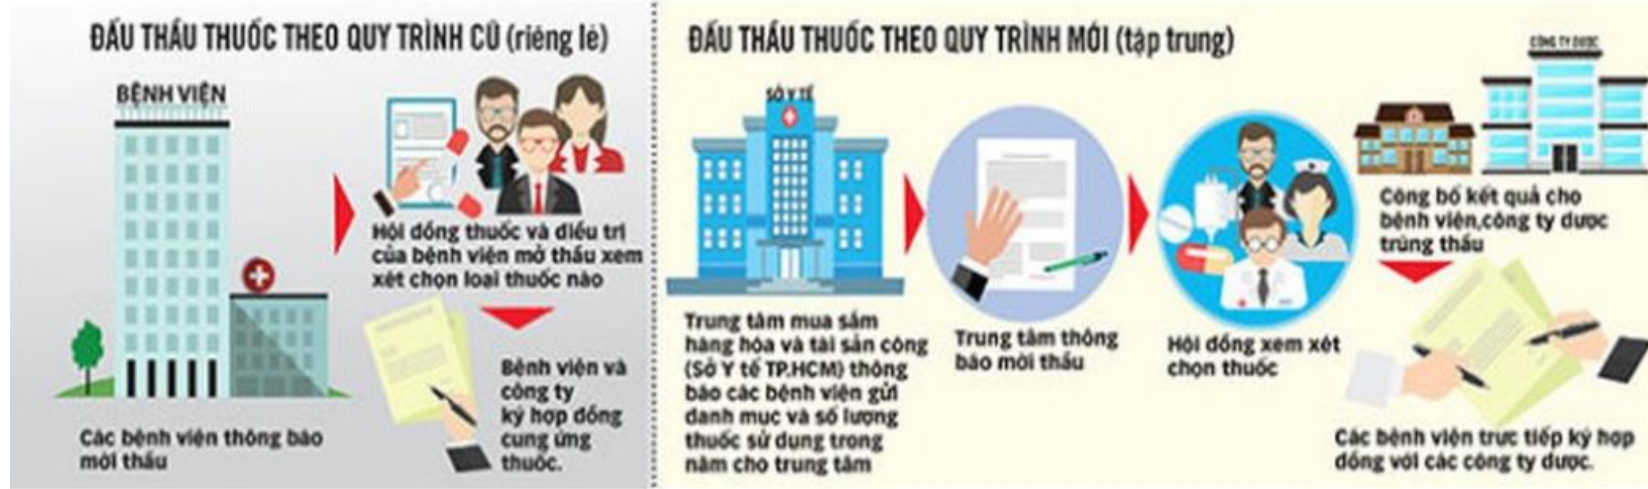 ĐẤU THẦU THUỐC THEO QUY TRÌNH CŨ (riêng lẻ)
BỆNH VIỆN
Các bệnh viện thông báo
mời thầu
Hội đồng thuốc và điều trị
của bệnh viện mở thầu xem
xét chọn loại thuốc nào
Bệnh viện và
công ty
ký hợp đồng
cung ứng
thuốc.
ĐẤU THẦU THUỐC THEO QUY TRÌNH MỚI (tập trung)
SỞ Y TẾ
Trung tâm mua sắm
hàng hóa và tài sản công
(Sở Y tế TP.HCM) thông
báo các bệnh viện gửi
danh mục và số lượng
thuốc sử dụng trong
năm cho trung tâm
Trung tâm thông
báo mời thầu
Hội đồng xem xét
chọn thuốc
CÔNG TY DƯỢC
Công bố kết quả cho
bệnh viện,công ty dược
trúng thầu
Các bệnh viện trực tiếp ký hợp
đồng với các công ty dược.